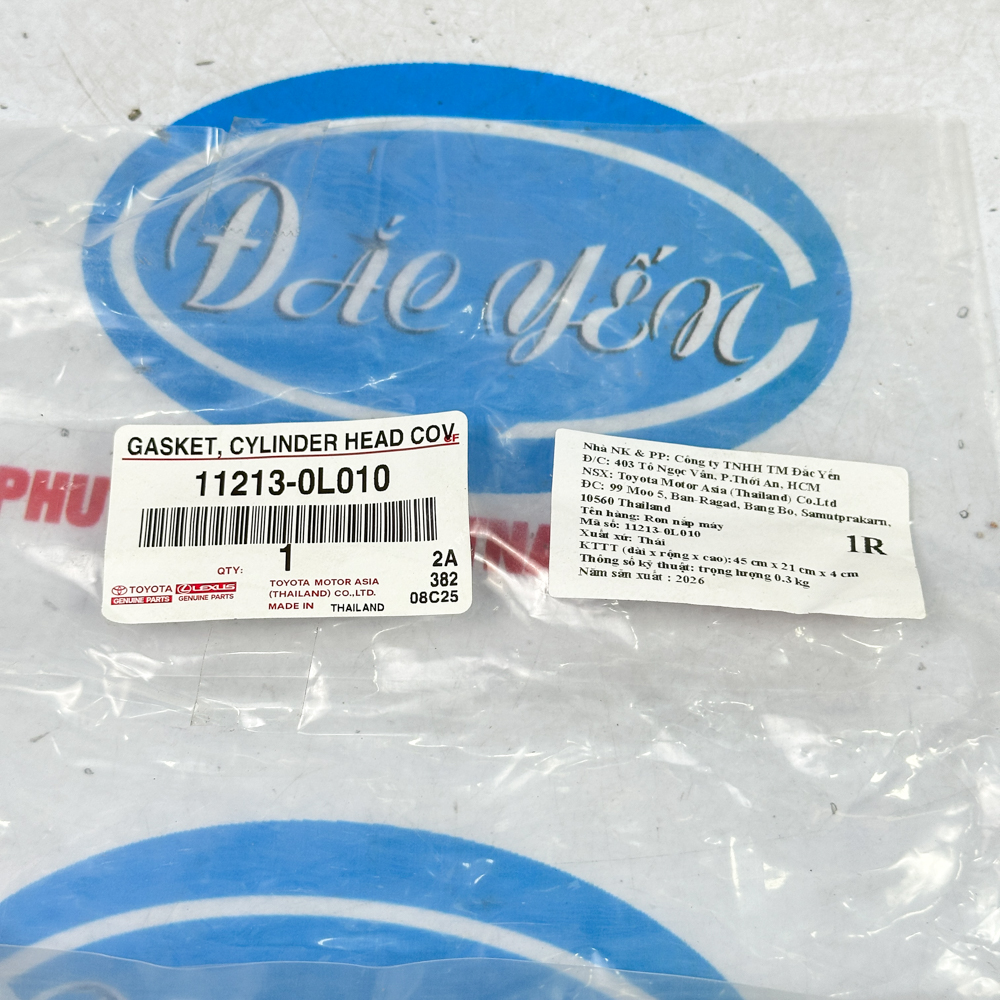 ĐẮC YẾN
PHU
GASKET, CYLINDER HEAD COV
SF
11213-0L010
QTY:
1
2A
382
08C25
TOYOTA
GENUINE PARTS
LEXUS
GENUINE PARTS
TOYOTA MOTOR ASIA
(THAILAND) CO.,LTD.
MADE IN THAILAND
Nhà NK & PP: Công ty TNHH TM Đắc Yến
Đ/C: 403 Tô Ngọc Vân, P.Thới An, HCM
NSX: Toyota Motor Asia (Thailand) Co.Ltd
ĐC: 99 Moo 5, Ban-Ragad, Bang Bo, Samutprakarn,
10560 Thailand
Tên hàng: Ron nắp máy
Mã số: 11213-0L010
Xuất xứ: Thái
KTTT (dài x rộng x cao): 45 cm x 21 cm x 4 cm
Thông số kỹ thuật: trọng lượng 0.3 kg
Năm sản xuất : 2026
1R